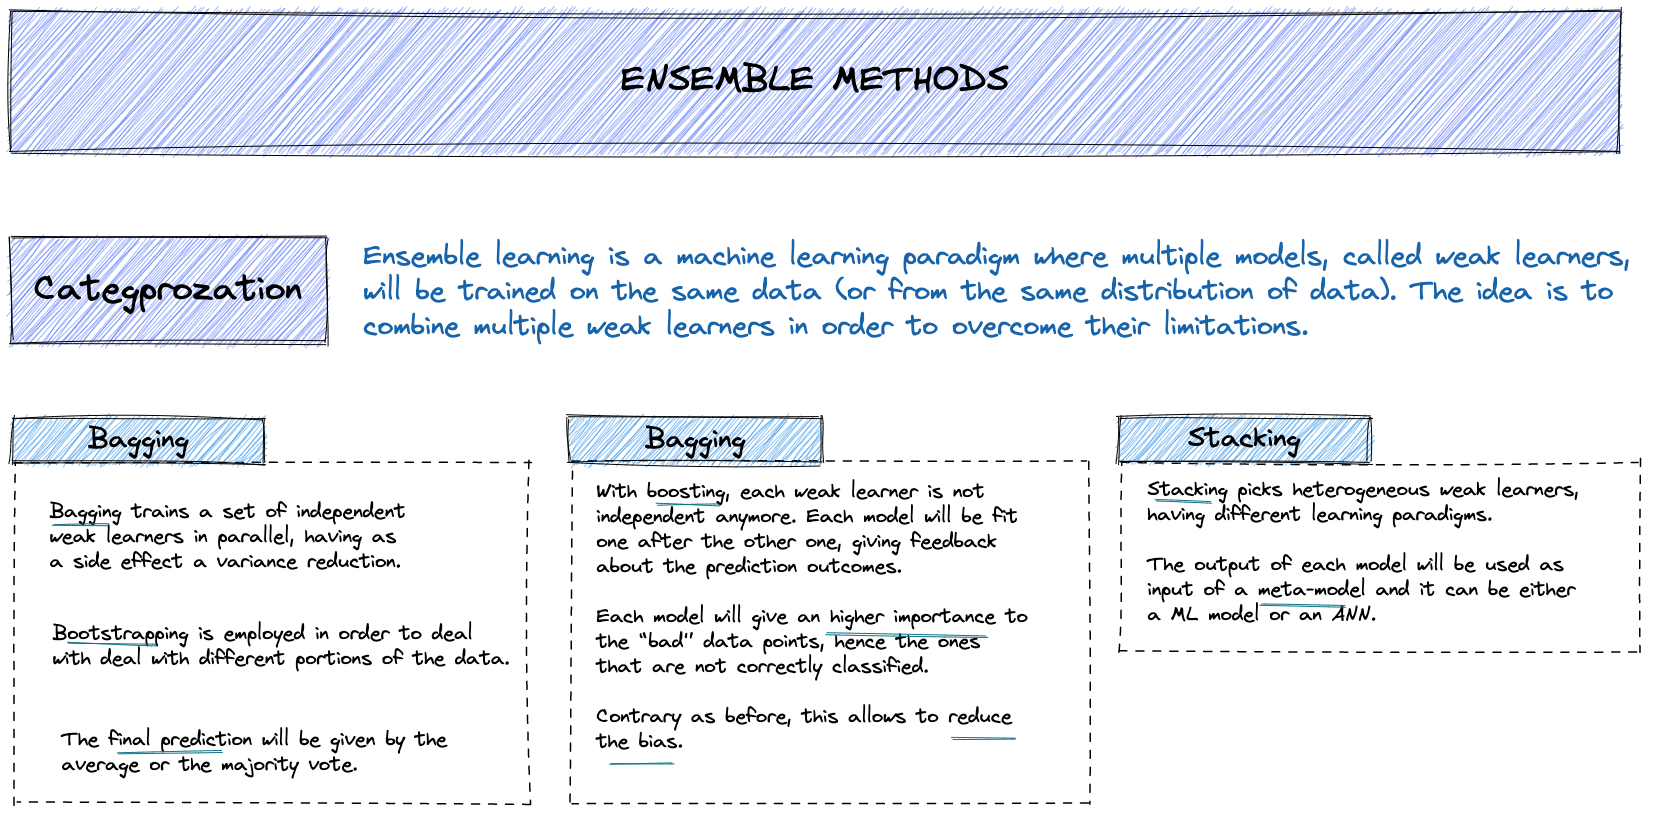 ENSEMBLE METHODS
Categprozation
Ensemble learning is a machine learning paradigm where multiple models, called weak learners,
will be trained on the same data (or from the same distribution of data). The idea is to
combine multiple weak learners in order to overcome their limitations.
Bagging
Bagging trains a set of independent
weak learners in parallel, having as
a side effect a variance reduction.
Bootstrapping is employed in order to deal
with deal with different portions of the data.
The final prediction will be given by the
average or the majority vote.
Bagging
With boosting, each weak learner is not
independent anymore. Each model will be fit
one after the other one, giving feedback
about the prediction outcomes.
Each model will give an higher importance to
the "bad" data points, hence the ones
that are not correctly classified.
Contrary as before, this allows to reduce
the bias.
Stacking
Stacking picks heterogeneous weak learners,
having different learning paradigms.
The output of each model will be used as
input of a meta-model and it can be either
a ML model or an ANN.